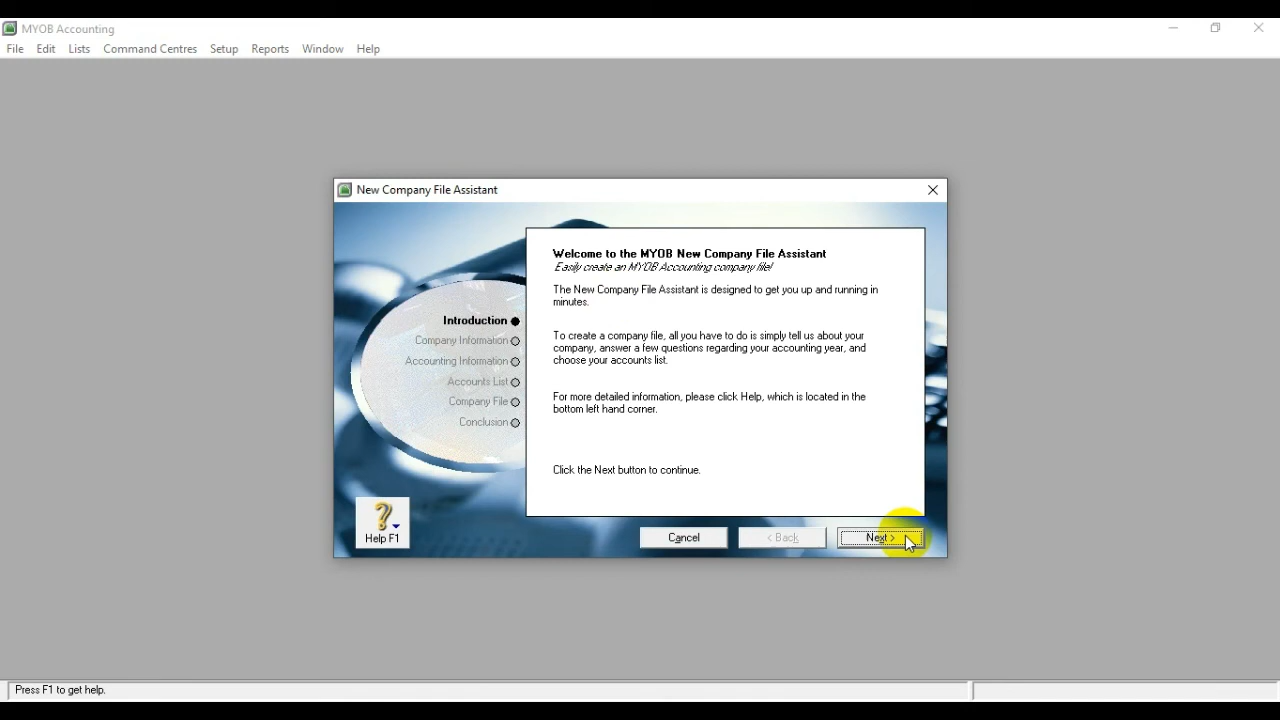 MYOB Accounting
File Edit Lists Command Centres Setup Reports Window Help
New Company File Assistant
Welcome to the MYOB New Company File Assistant
Easily create an MYOB Accounting company file!
The New Company File Assistant is designed to get you up and running in
minutes.
To create a company file, all you have to do is simply tell us about your
company, answer a few questions regarding your accounting year, and
choose your accounts list.
For more detailed information, please click Help, which is located in the
bottom left hand corner.
Click the Next button to continue.
Introduction
Company Information
Accounting Information
Accounts List
Company File
Conclusion
? 
Help F1
Cancel
< Back
Next >
Press F1 to get help.